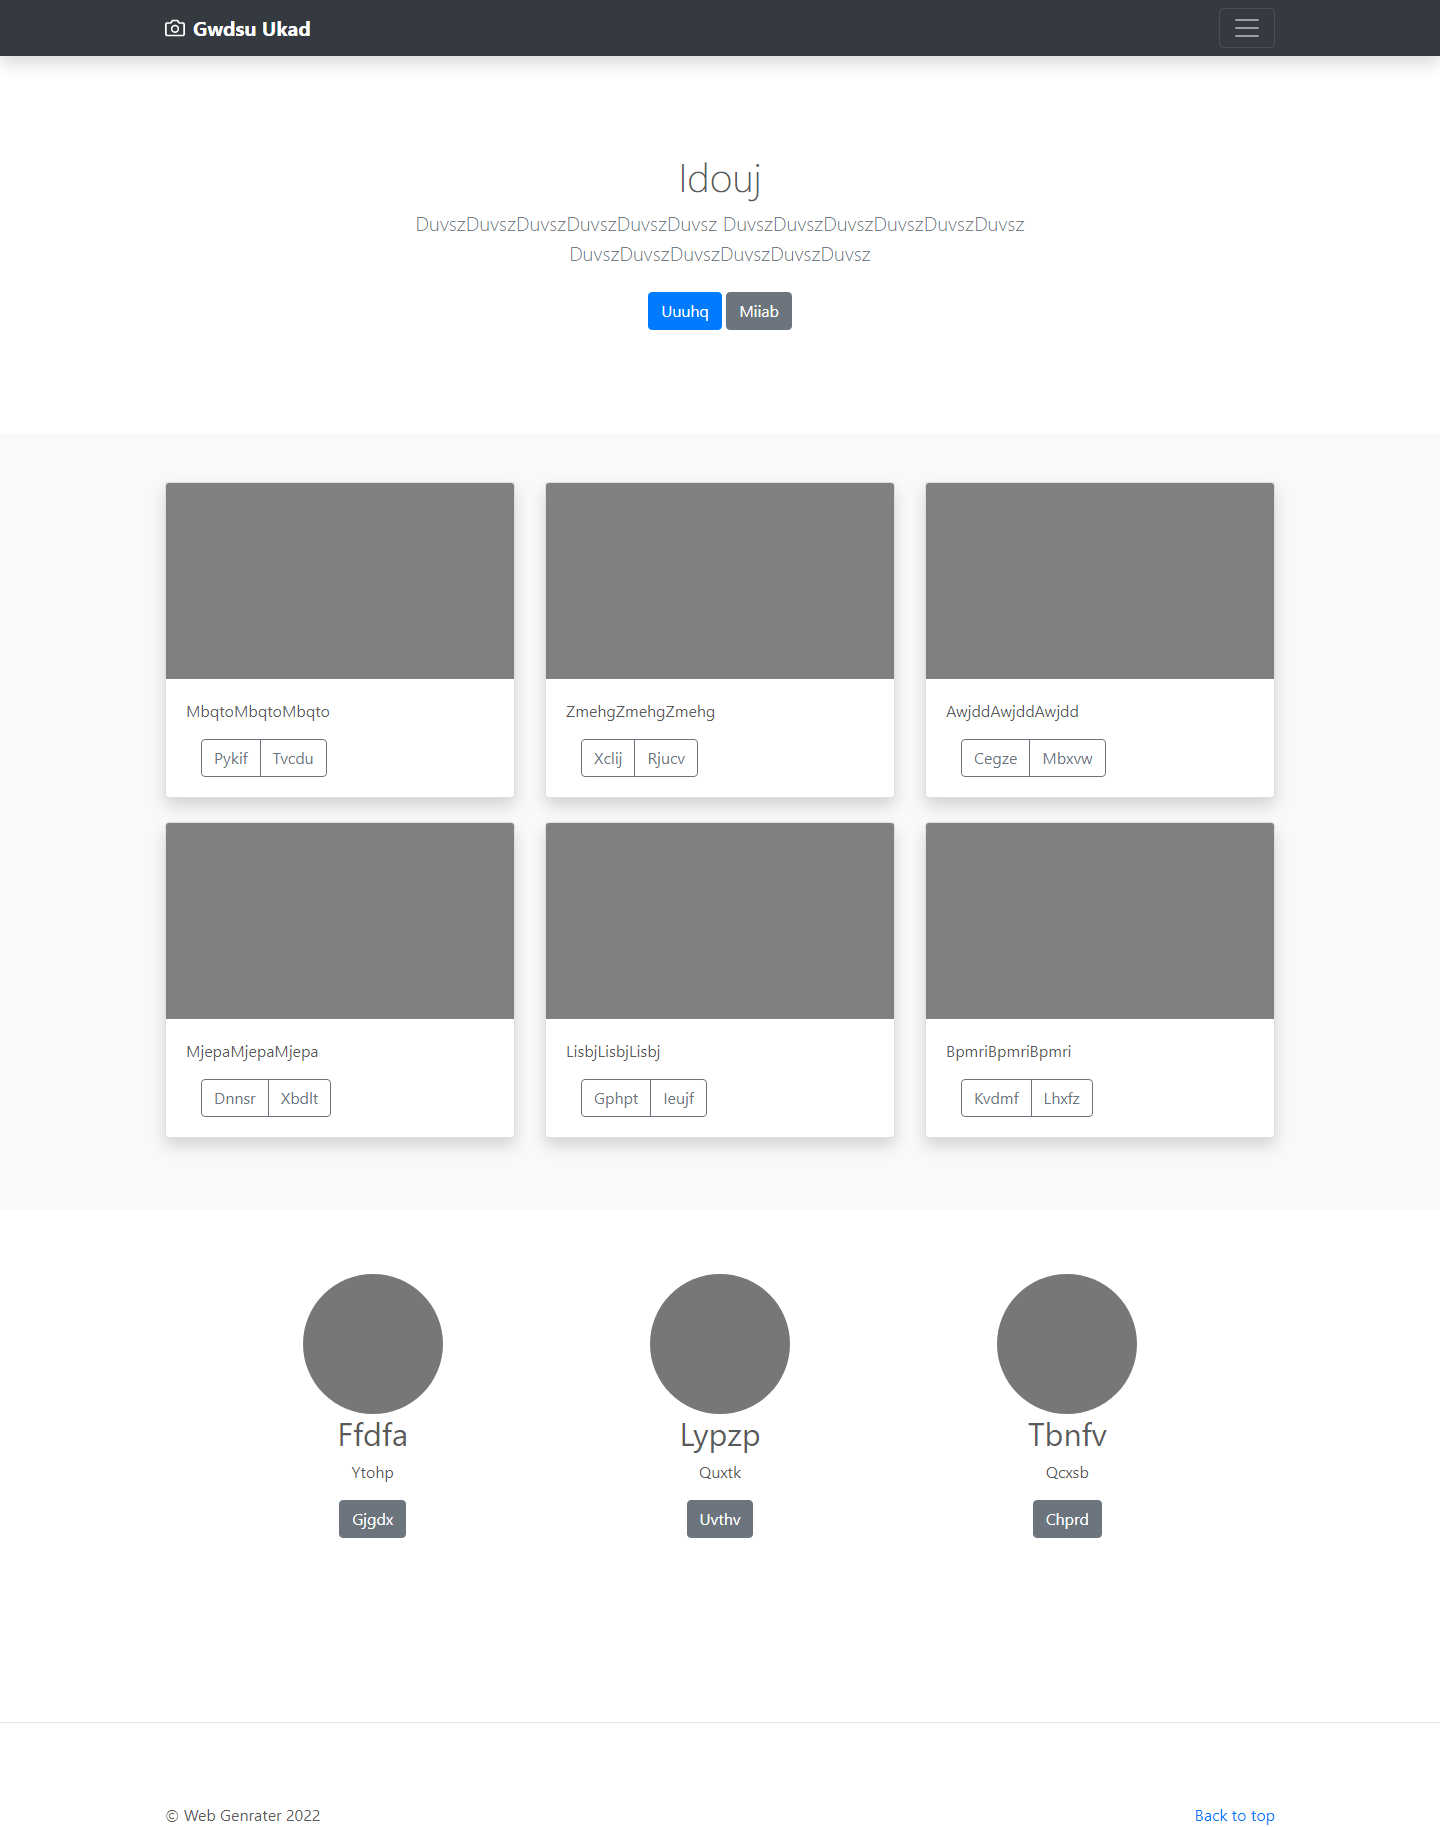 Gwdsu Ukad
Idouj
DuvszDuvszDuvszDuvszDuvszDuvsz DuvszDuvszDuvszDuvszDuvszDuvsz
DuvszDuvszDuvszDuvszDuvszDuvsz
Uuuhq Miiab
MbqtoMbqtoMbqto
Pykif Tvcdu
ZmehgZmehgZmehg
Xclij Rjucv
AwjddAwjddAwjdd
Cegze Mbxvw
MjepaMjepaMjepa
Dnnsr Xbdlt
LisbjLisbjLisbj
Gphpt Ieujf
BpmriBpmriBpmri
Kvdmf Lhxfz
Ffdfa
Ytohp
Gjgdx
Lypzp
Quxtk
Uvthv
Tbnfv
Qcxsb
Chprd
© Web Genrater 2022
Back to top